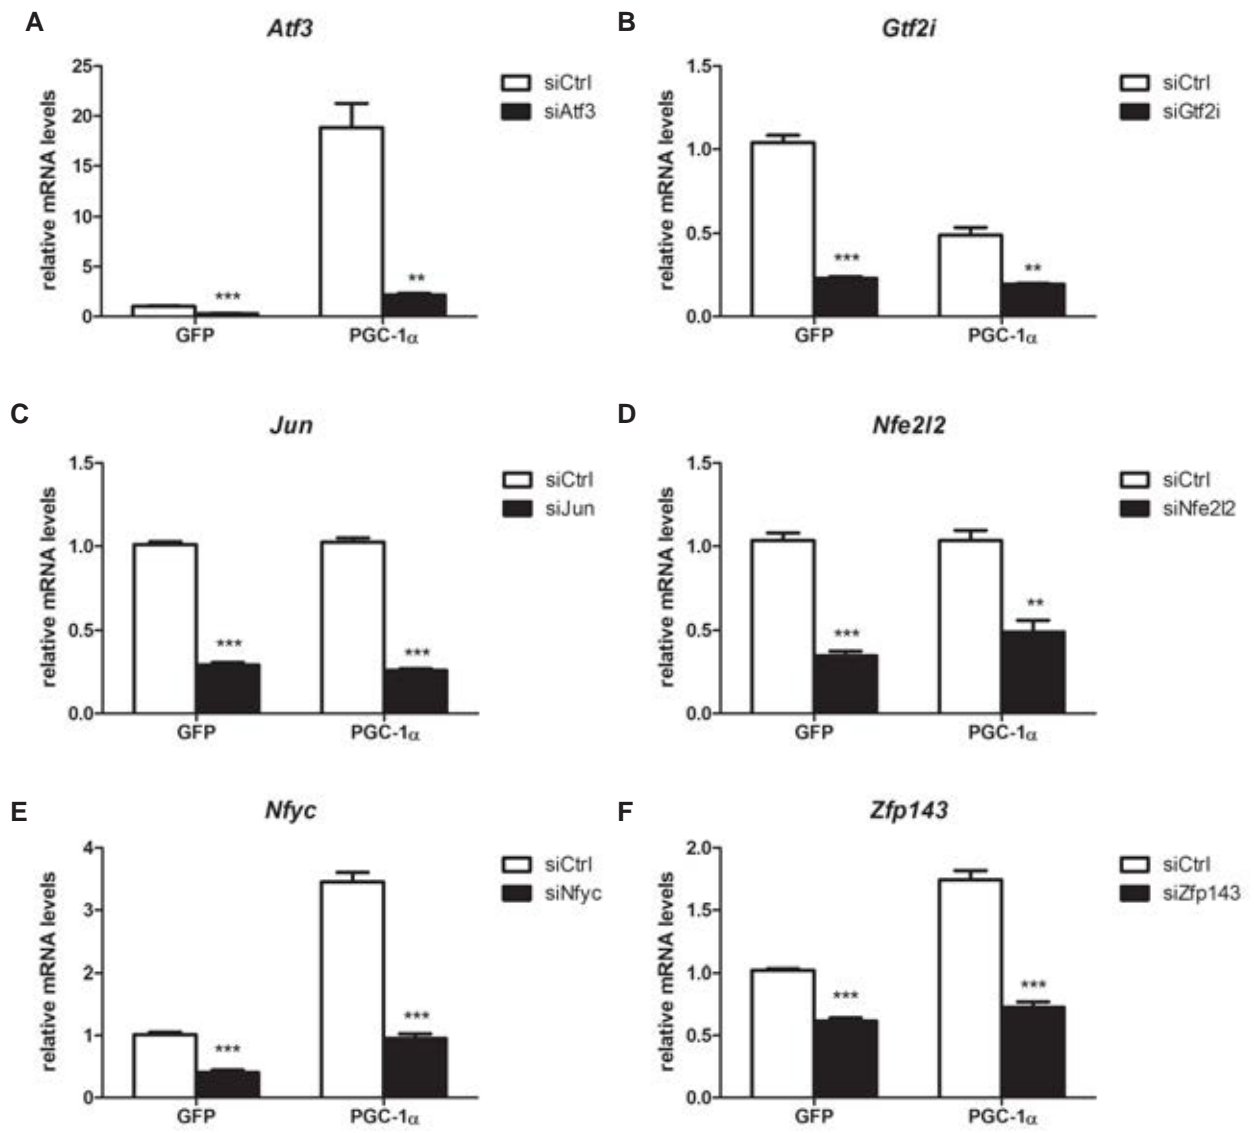 A
Atf3
relative mRNA levels
25
20
15
10
5
0
***
**
GFP
PGC-1α
siCtrl
siAtf3
B
Gtf2i
relative mRNA levels
1.5
1.0
0.5
0.0
***
**
GFP
PGC-1α
siCtrl
siGtf2i
C
Jun
relative mRNA levels
1.5
1.0
0.5
0.0
***
***
GFP
PGC-1α
siCtrl
siJun
D
Nfe2l2
relative mRNA levels
1.5
1.0
0.5
0.0
***
**
GFP
PGC-1α
siCtrl
siNfe2l2
E
Nfyc
relative mRNA levels
4
3
2
1
0
***
***
GFP
PGC-1α
siCtrl
siNfyc
F
Zfp143
relative mRNA levels
2.0
1.5
1.0
0.5
0.0
***
***
GFP
PGC-1α
siCtrl
siZfp143